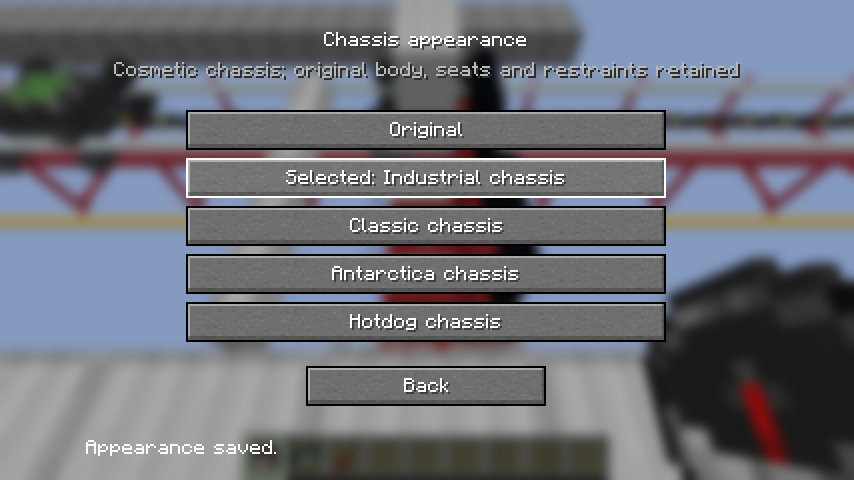 Chassis appearance
Cosmetic chassis; original body, seats and restraints retained
Original
Selected: Industrial chassis
Classic chassis
Antarctica chassis
Hotdog chassis
Back
Appearance saved.